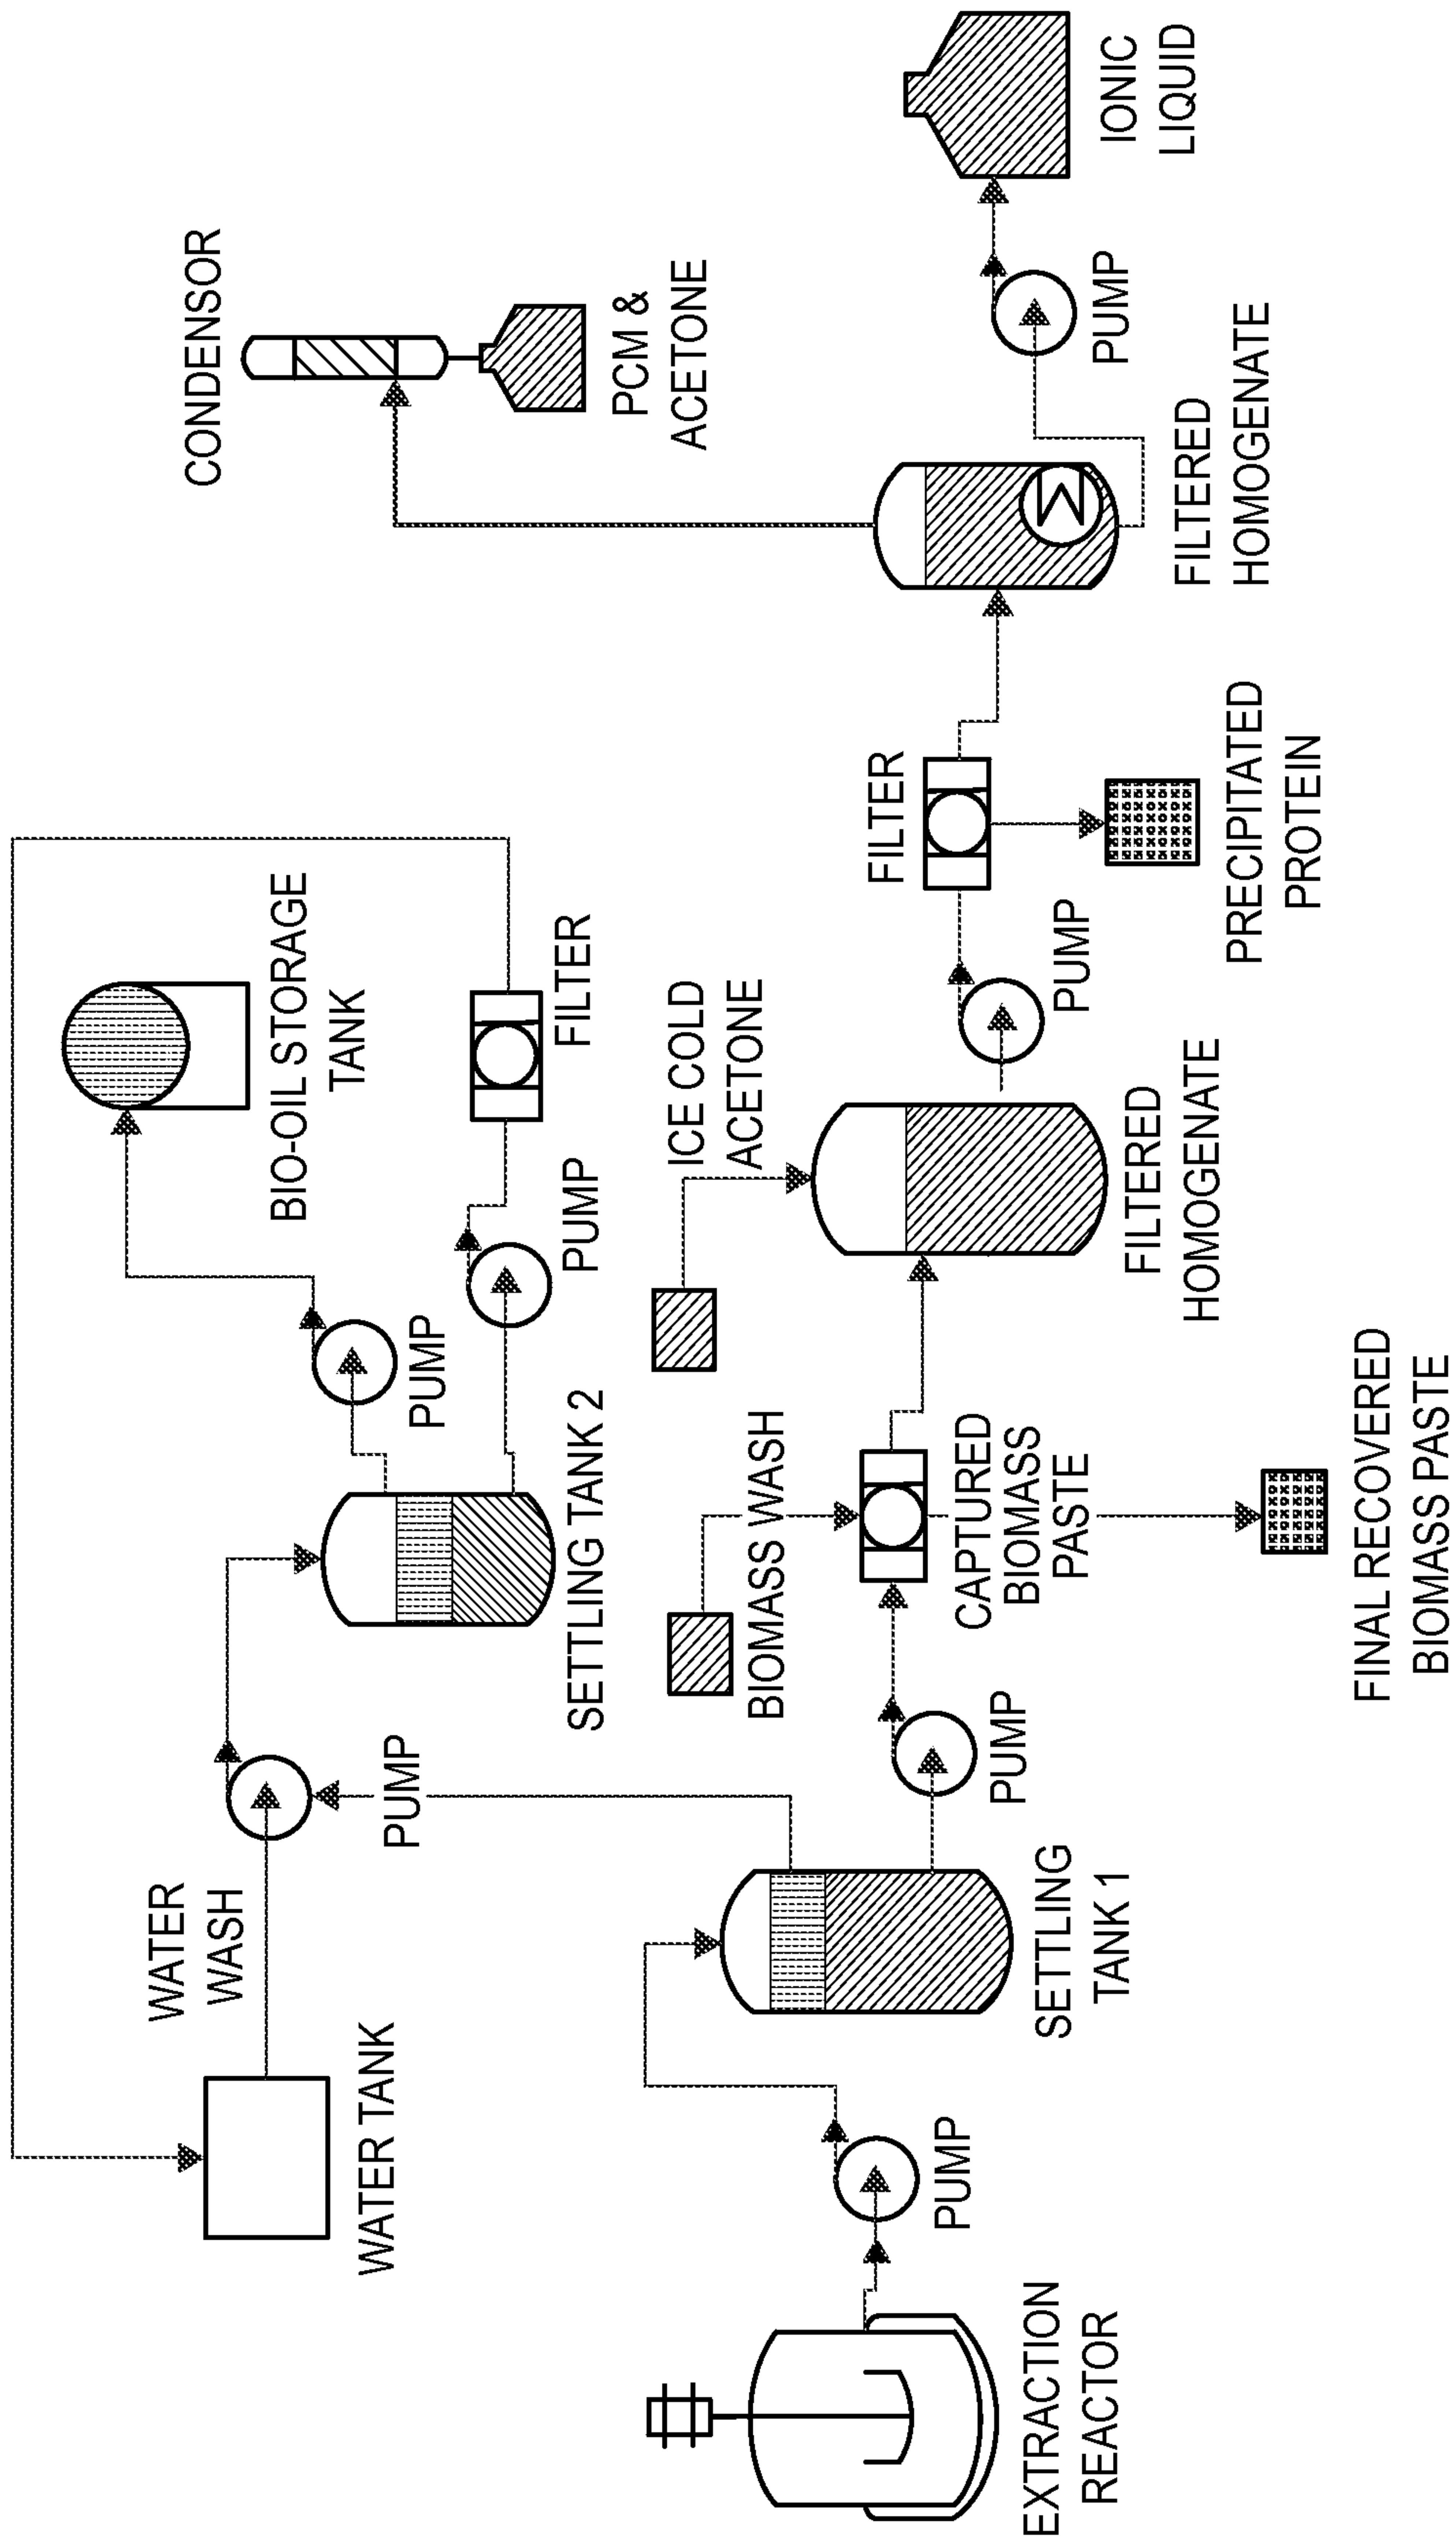 CONDENSOR
PCM &
ACETONE
IONIC
LIQUID
PUMP
FILTERED
HOMOGENATE
BIO-OIL STORAGE
TANK
FILTER
PUMP
PUMP
ICE COLD
ACETONE
FILTER
PUMP
PRECIPITATED
PROTEIN
FILTERED
HOMOGENATE
WATER
WASH
PUMP
SETTLING TANK 2
BIOMASS WASH
CAPTURED
BIOMASS
PASTE
FINAL RECOVERED
BIOMASS PASTE
PUMP
WATER TANK
SETTLING
TANK 1
PUMP
EXTRACTION
REACTOR